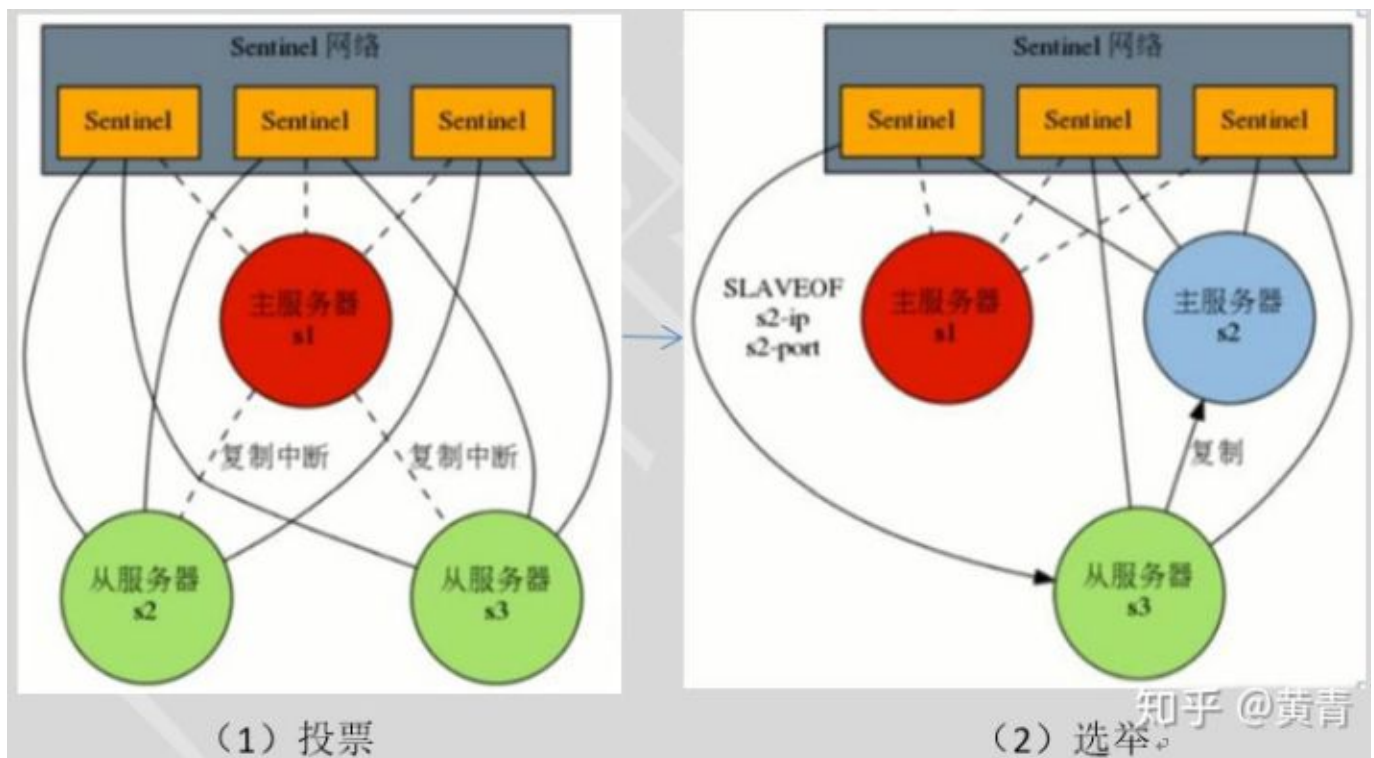 Sentinel 网络
Sentinel
Sentinel
Sentinel
主服务器
s1
复制中断
复制中断
从服务器
s2
从服务器
s3
(1)投票
Sentinel 网络
Sentinel
Sentinel
Sentinel
SLAVEOF
s2-ip
s2-port
主服务器
s1
主服务器
s2
复制
从服务器
s3
(2)选举
知乎 @黄青